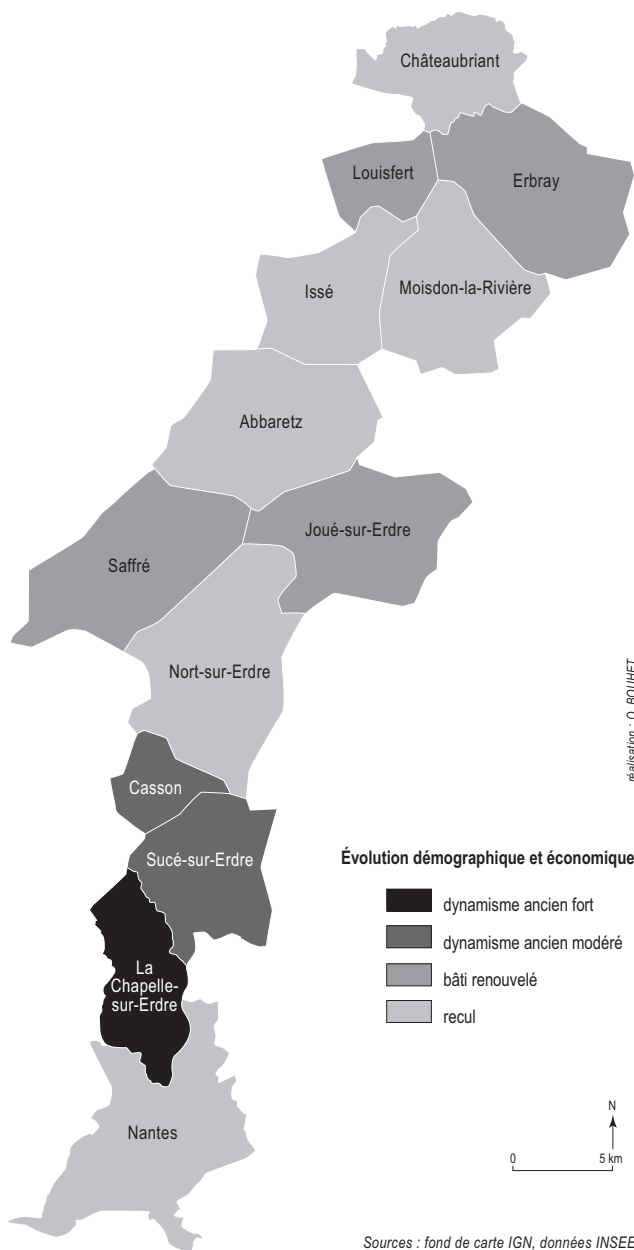 Châteaubriant
Louisfert
Erbray
Issé
Moisdon-la-Rivière
Abbaretz
Joué-sur-Erdre
Saffré
Nort-sur-Erdre
réalisation : O. BOUHET
Casson
Sucé-sur-Erdre
Évolution démographique et économique
dynamisme ancien fort
dynamisme ancien modéré
bâti renouvelé
recul
La
Chapelle-
sur-Erdre
Nantes
N
0 5 km
Sources : fond de carte IGN, données INSEE